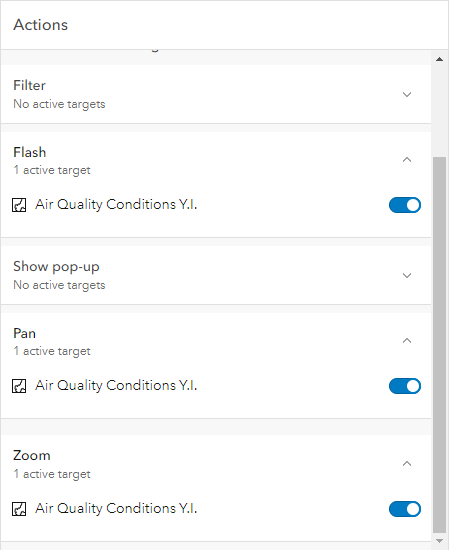 Actions
Filter
No active targets
Flash
1 active target
Air Quality Conditions Y.I.
Show pop-up
No active targets
Pan
1 active target
Air Quality Conditions Y.I.
Zoom
1 active target
Air Quality Conditions Y.I.